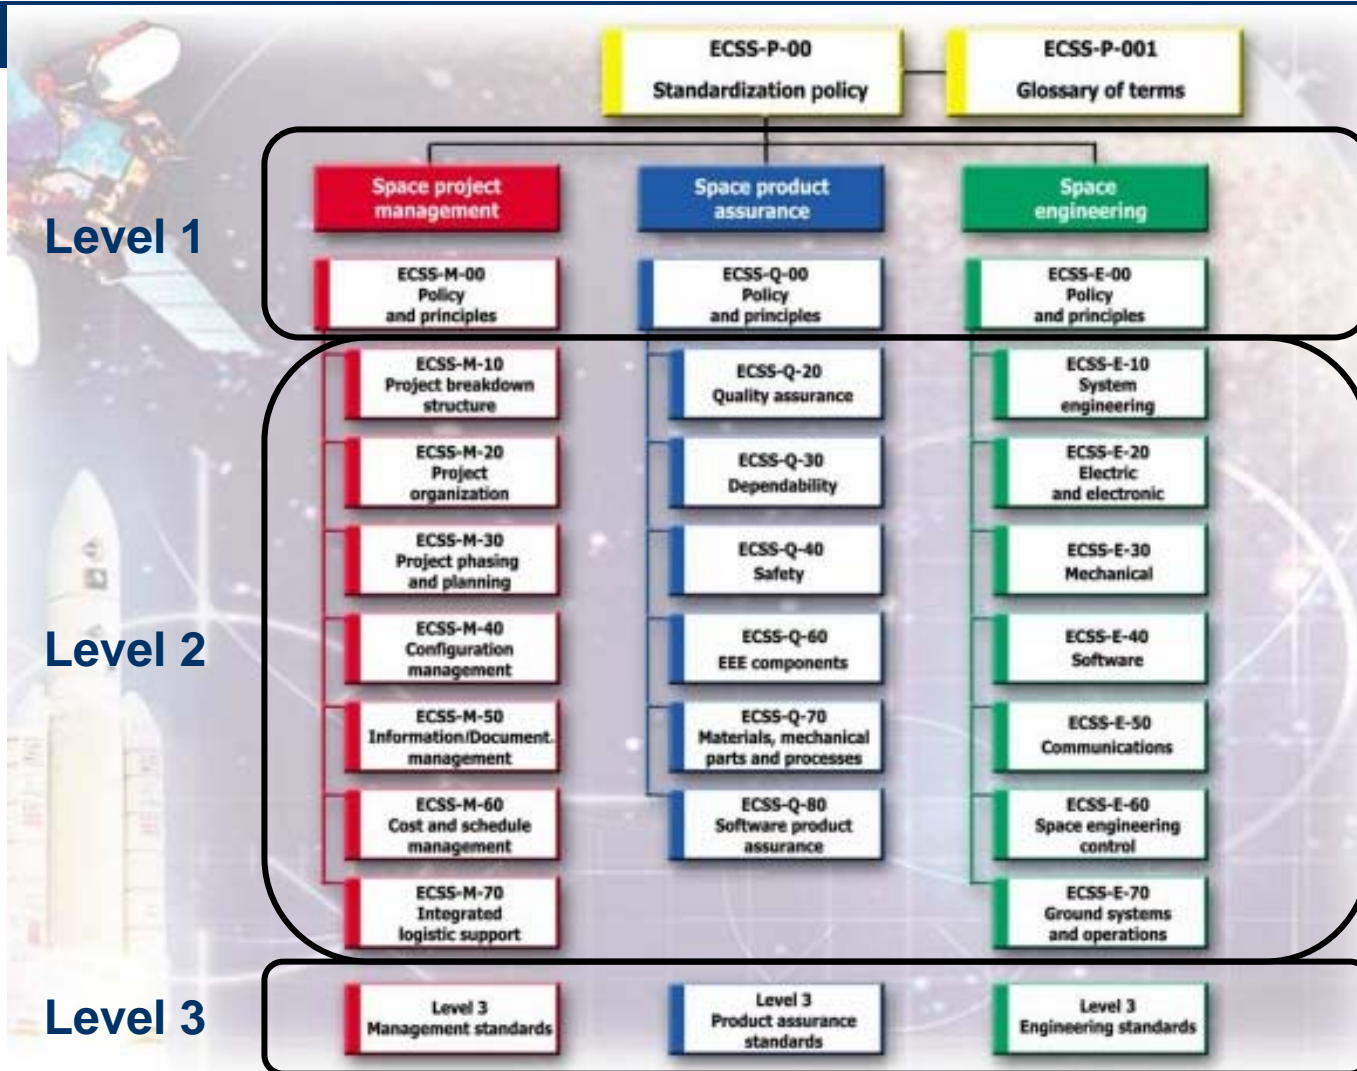 ECSS-P-00
Standardization policy
ECSS-P-001
Glossary of terms
Level 1
Space project
management
Space product
assurance
Space
engineering
ECSS-M-00
Policy
and principles
ECSS-Q-00
Policy
and principles
ECSS-E-00
Policy
and principles
Level 2
ECSS-M-10
Project breakdown
structure
ECSS-M-20
Project
organization
ECSS-M-30
Project phasing
and planning
ECSS-M-40
Configuration
management
ECSS-M-50
Information/Document.
management
ECSS-M-60
Cost and schedule
management
ECSS-M-70
Integrated
logistic support
ECSS-Q-20
Quality assurance
ECSS-Q-30
Dependability
ECSS-Q-40
Safety
ECSS-Q-60
EEE components
ECSS-Q-70
Materials, mechanical
parts and processes
ECSS-Q-80
Software product
assurance
ECSS-E-10
System
engineering
ECSS-E-20
Electric
and electronic
ECSS-E-30
Mechanical
ECSS-E-40
Software
ECSS-E-50
Communications
ECSS-E-60
Space engineering
control
ECSS-E-70
Ground systems
and operations
Level 3
Level 3
Management standards
Level 3
Product assurance
standards
Level 3
Engineering standards